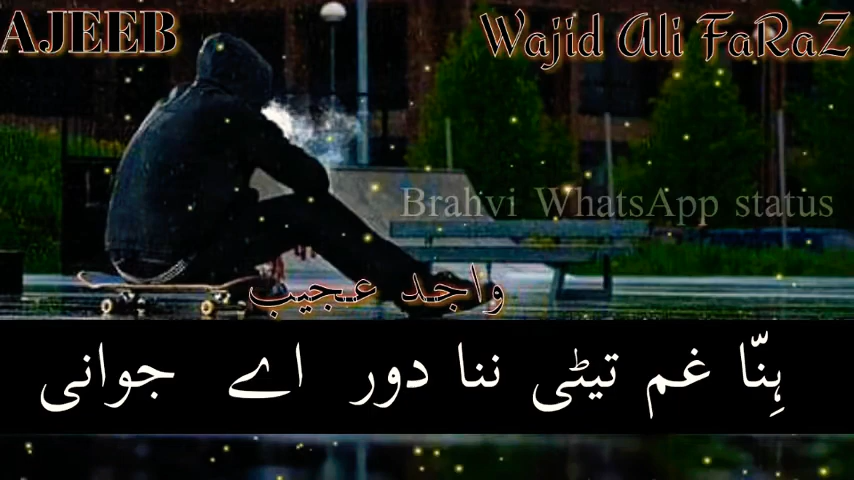 AJEEB
Wajid Ali FaRaZ
Brahvi WhatsApp status
واجد عجیب
ہِنّا غم تیٹی ننا دور اے جوانی